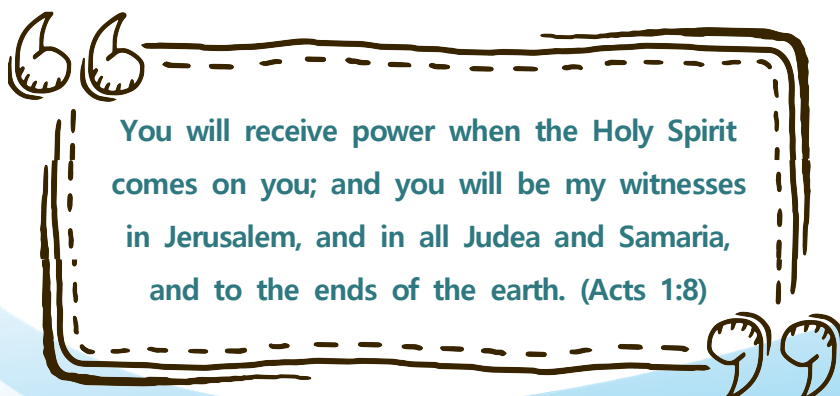 You will receive power when the Holy Spirit
comes on you; and you will be my witnesses
in Jerusalem, and in all Judea and Samaria,
and to the ends of the earth. (Acts 1:8)